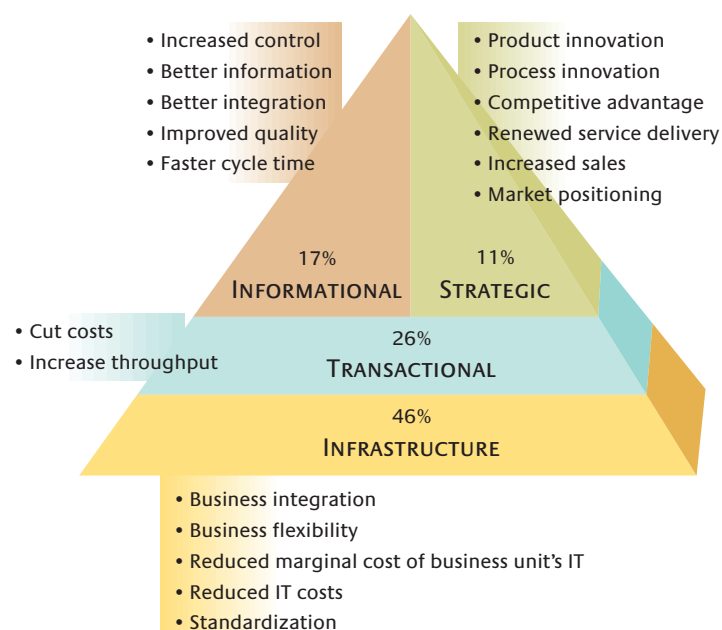 • Increased control
• Better information
• Better integration
• Improved quality
• Faster cycle time
• Product innovation
• Process innovation
• Competitive advantage
• Renewed service delivery
• Increased sales
• Market positioning
17%
INFORMATIONAL
11%
STRATEGIC
• Cut costs
• Increase throughput
26%
TRANSACTIONAL
46%
INFRASTRUCTURE
• Business integration
• Business flexibility
• Reduced marginal cost of business unit's IT
• Reduced IT costs
• Standardization